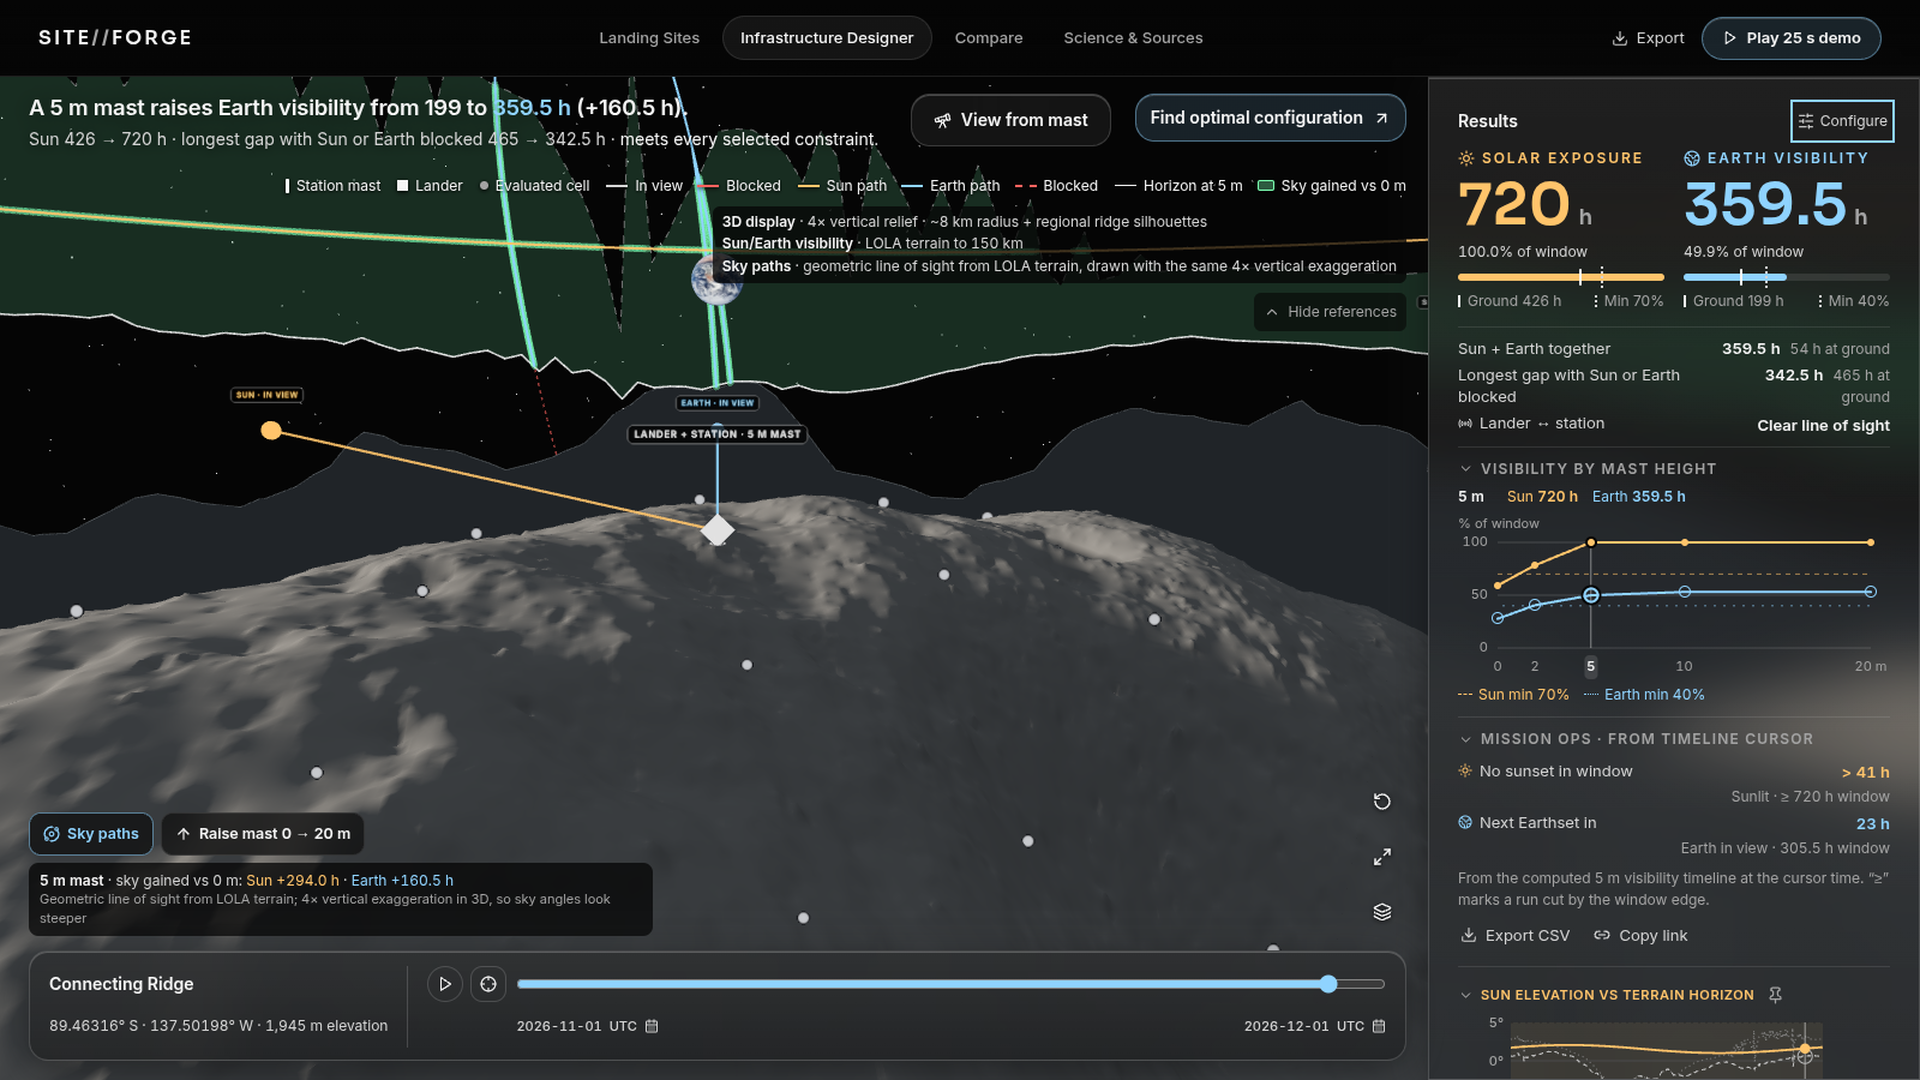 SITE//FORGE
Landing Sites
Infrastructure Designer
Compare
Science & Sources
Export
Play 25 s demo
A 5 m mast raises Earth visibility from 199 to 359.5 h (+160.5 h).
Sun 426 → 720 h · longest gap with Sun or Earth blocked 465 → 342.5 h · meets every selected constraint.
View from mast
Find optimal configuration
Station mast
Lander
Evaluated cell
In view
Blocked
Sun path
Earth path
Blocked
Horizon at 5 m
Sky gained vs 0 m
3D display · 4× vertical relief · ~8 km radius + regional ridge silhouettes
Sun/Earth visibility · LOLA terrain to 150 km
Sky paths · geometric line of sight from LOLA terrain, drawn with the same 4× vertical exaggeration
Hide references
SUN · IN VIEW
EARTH · IN VIEW
LANDER + STATION · 5 M MAST
Sky paths
Raise mast 0 → 20 m
5 m mast · sky gained vs 0 m: Sun +294.0 h · Earth +160.5 h
Geometric line of sight from LOLA terrain; 4× vertical exaggeration in 3D, so sky angles look
steeper
Connecting Ridge
89.46316° S · 137.50198° W · 1,945 m elevation
2026-11-01 UTC
2026-12-01 UTC
Results
Configure
SOLAR EXPOSURE
EARTH VISIBILITY
720 h
359.5 h
100.0% of window
49.9% of window
Ground 426 h
Min 70%
Ground 199 h
Min 40%
Sun + Earth together
359.5 h 54 h at ground
Longest gap with Sun or Earth
blocked
342.5 h 465 h at
ground
Lander ↔ station
Clear line of sight
VISIBILITY BY MAST HEIGHT
5 m Sun 720 h Earth 359.5 h
% of window
100
50
0
0
2
5
10
20 m
Sun min 70%
Earth min 40%
MISSION OPS · FROM TIMELINE CURSOR
No sunset in window
> 41 h
Sunlit · ≥ 720 h window
Next Earthset in
23 h
Earth in view · 305.5 h window
From the computed 5 m visibility timeline at the cursor time. “≥”
marks a run cut by the window edge.
Export CSV
Copy link
SUN ELEVATION VS TERRAIN HORIZON
5°
0°